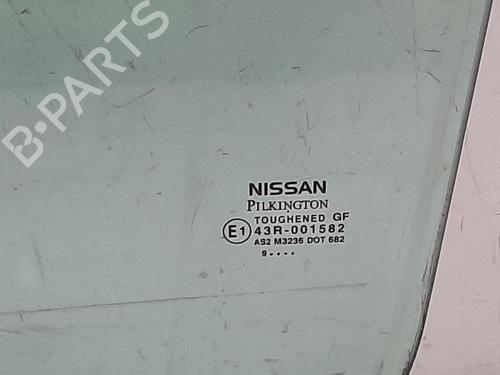 B-PARTS
NISSAN
PILKINGTON
TOUGHENED GF
E1 43R-001582
AS2 M3236 DOT 682
9••••